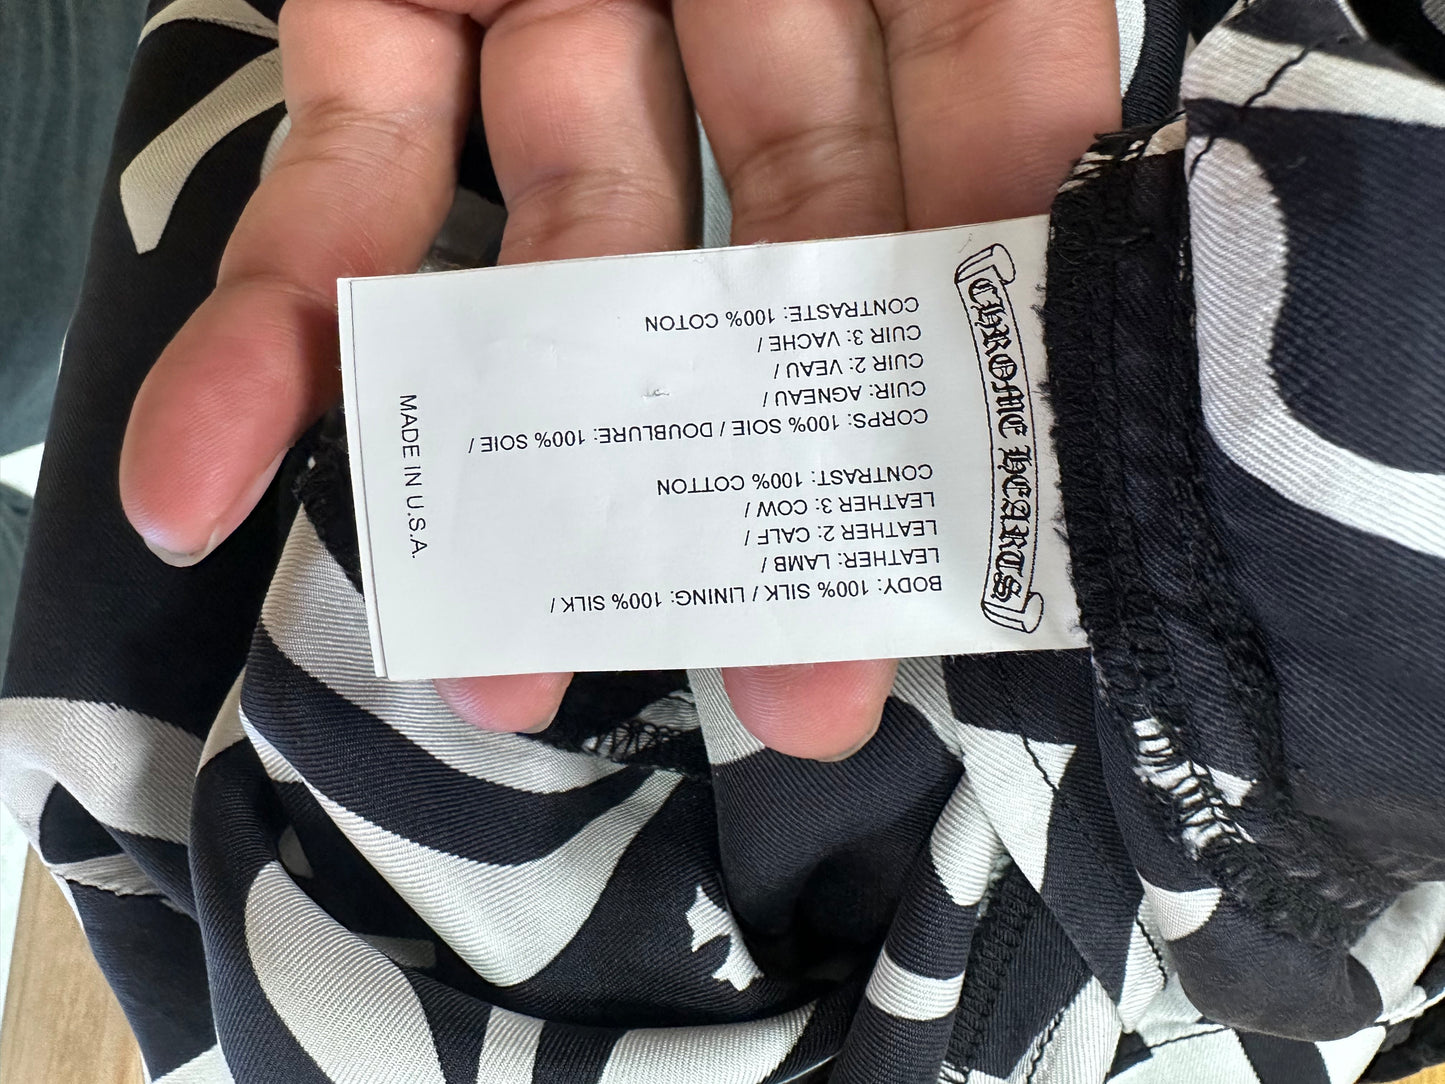 CHROME HEARTS
BODY: 100% SILK / LINING: 100% SILK /
LEATHER: LAMB /
LEATHER 2: CALF /
LEATHER 3: COW /
CONTRAST: 100% COTTON
CORPS: 100% SOIE / DOUBLURE: 100% SOIE /
CUIR: AGNEAU /
CUIR 2: VEAU /
CUIR 3: VACHE /
CONTRASTE: 100% COTON
MADE IN U.S.A.